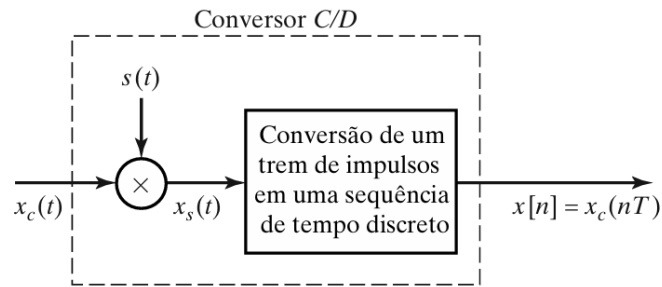 Conversor C/D
s(t)
×
Conversão de um
trem de impulsos
em uma sequência
de tempo discreto
x_c(t)
x_s(t)
x[n] = x_c(nT)